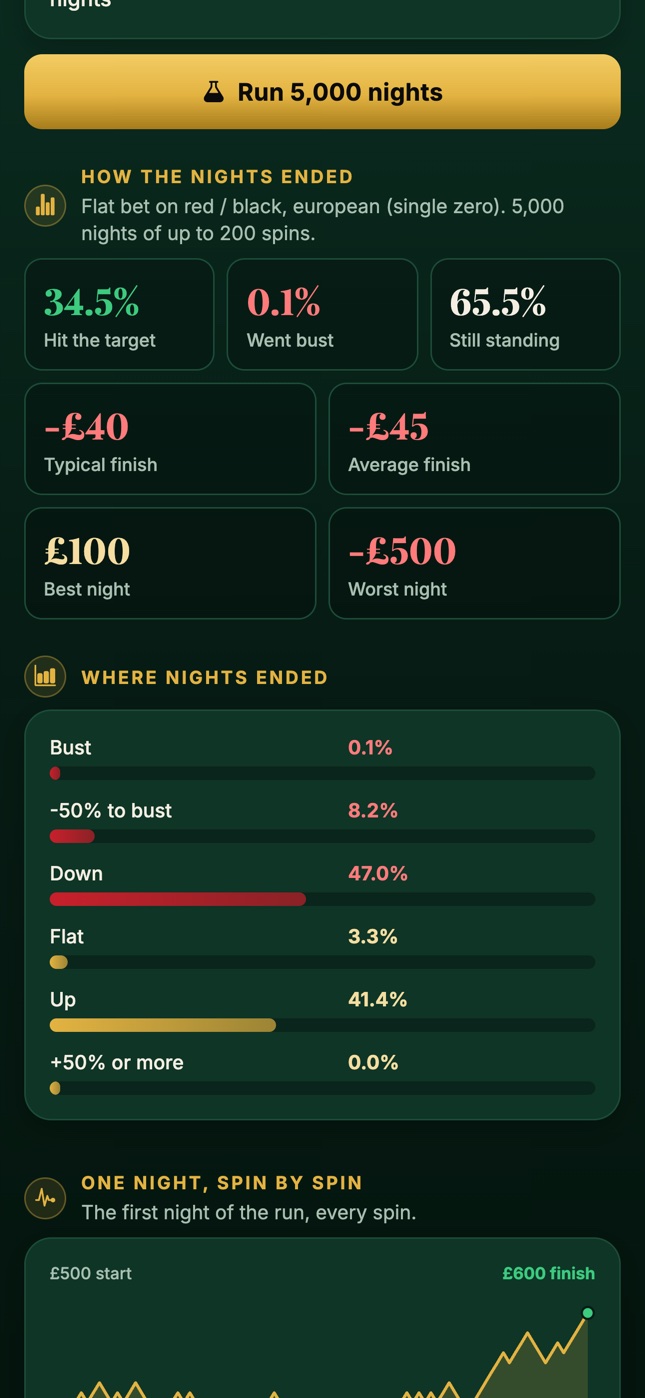 nights
Run 5,000 nights
HOW THE NIGHTS ENDED
Flat bet on red / black, european (single zero). 5,000
nights of up to 200 spins.
34.5% 0.1% 65.5%
Hit the target Went bust Still standing
-£40 -£45
Typical finish Average finish
£100 -£500
Best night Worst night
WHERE NIGHTS ENDED
Bust 0.1%
-50% to bust 8.2%
Down 47.0%
Flat 3.3%
Up 41.4%
+50% or more 0.0%
ONE NIGHT, SPIN BY SPIN
The first night of the run, every spin.
£500 start £600 finish